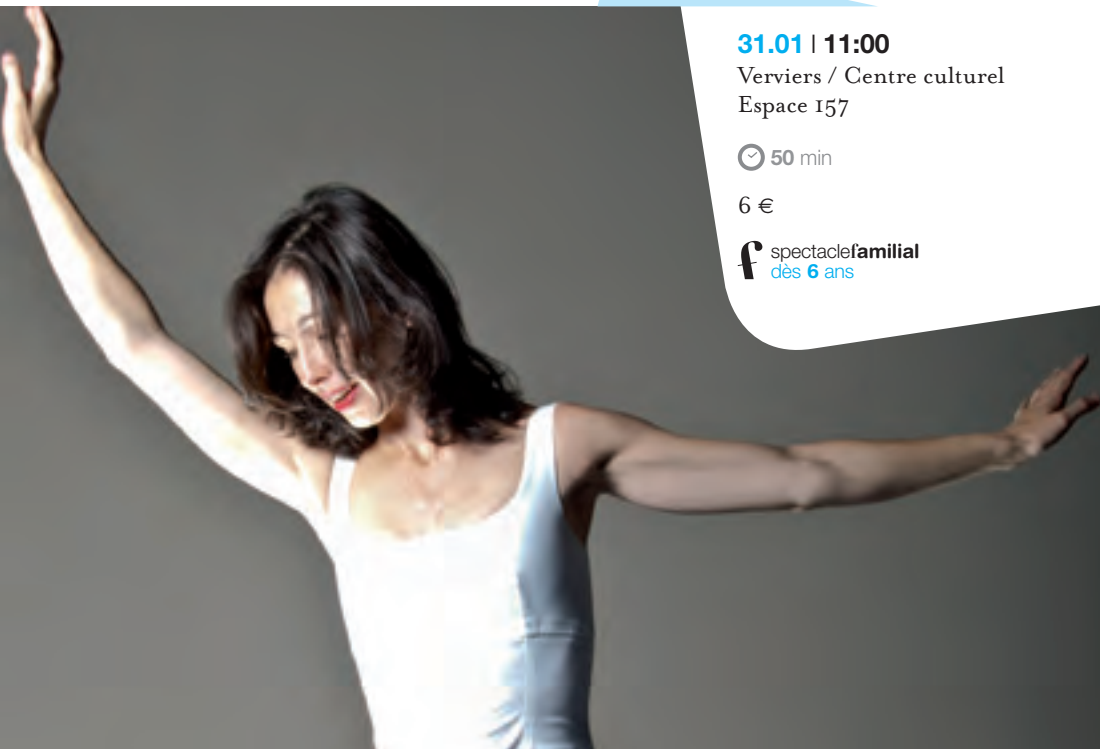 31.01 | 11:00
Verviers / Centre culturel
Espace 157
50 min
6 €
f spectaclefamilial
dès 6 ans